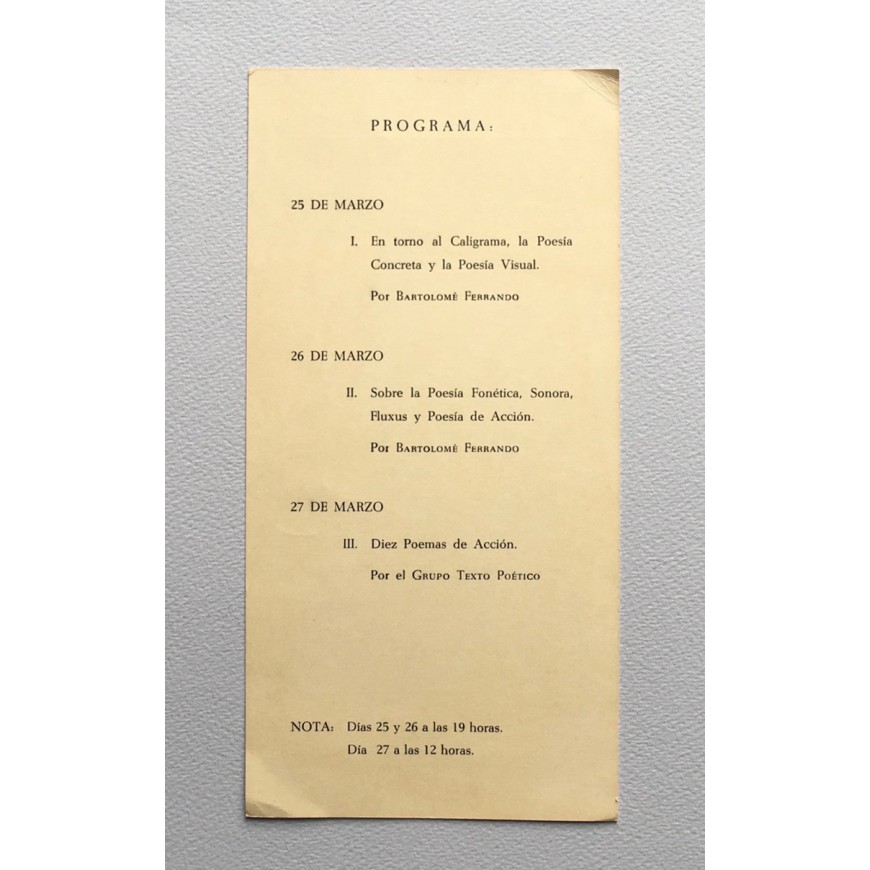 PROGRAMA:
25 DE MARZO
I. En torno al Caligrama, la Poesía
Concreta y la Poesía Visual.
Por BARTOLOMÉ FERRANDO
26 DE MARZO
II. Sobre la Poesía Fonética, Sonora,
Fluxus y Poesía de Acción.
Por BARTOLOMÉ FERRANDO
27 DE MARZO
III. Diez Poemas de Acción.
Por el GRUPO TEXTO POÉTICO
NOTA: Días 25 y 26 a las 19 horas.
Día 27 a las 12 horas.